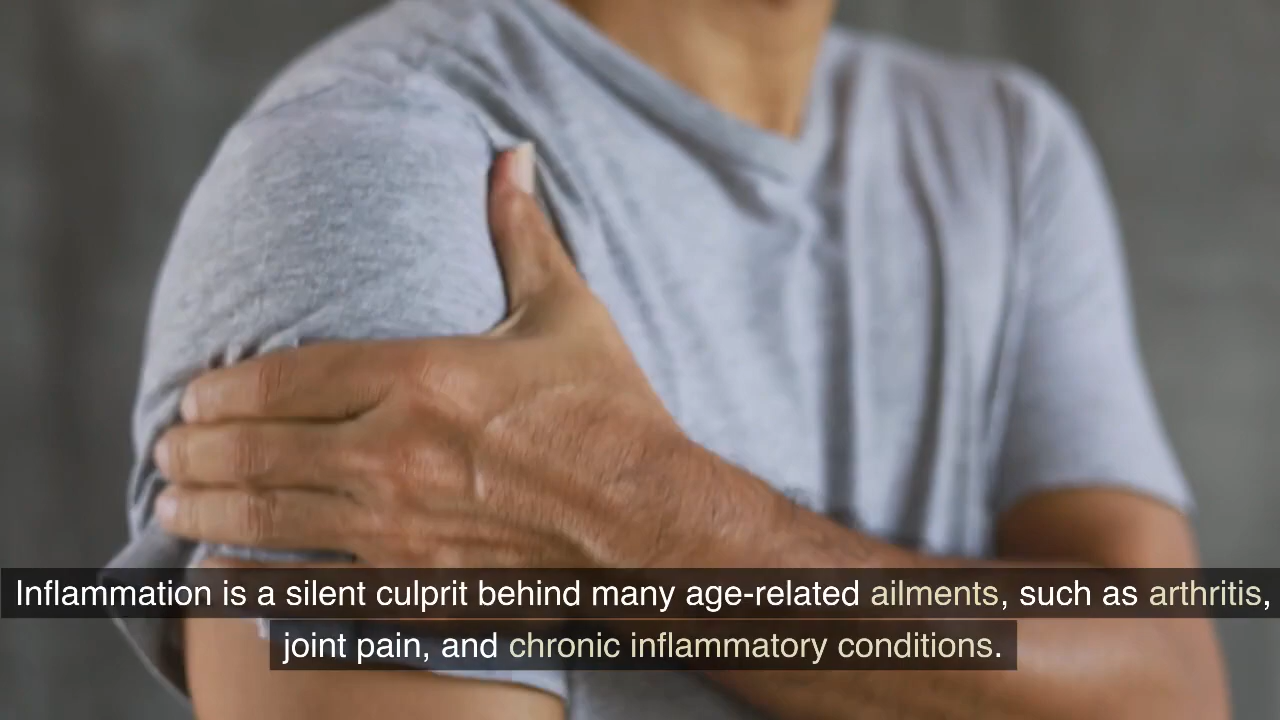 Inflammation is a silent culprit behind many age-related ailments, such as arthritis,
joint pain, and chronic inflammatory conditions.